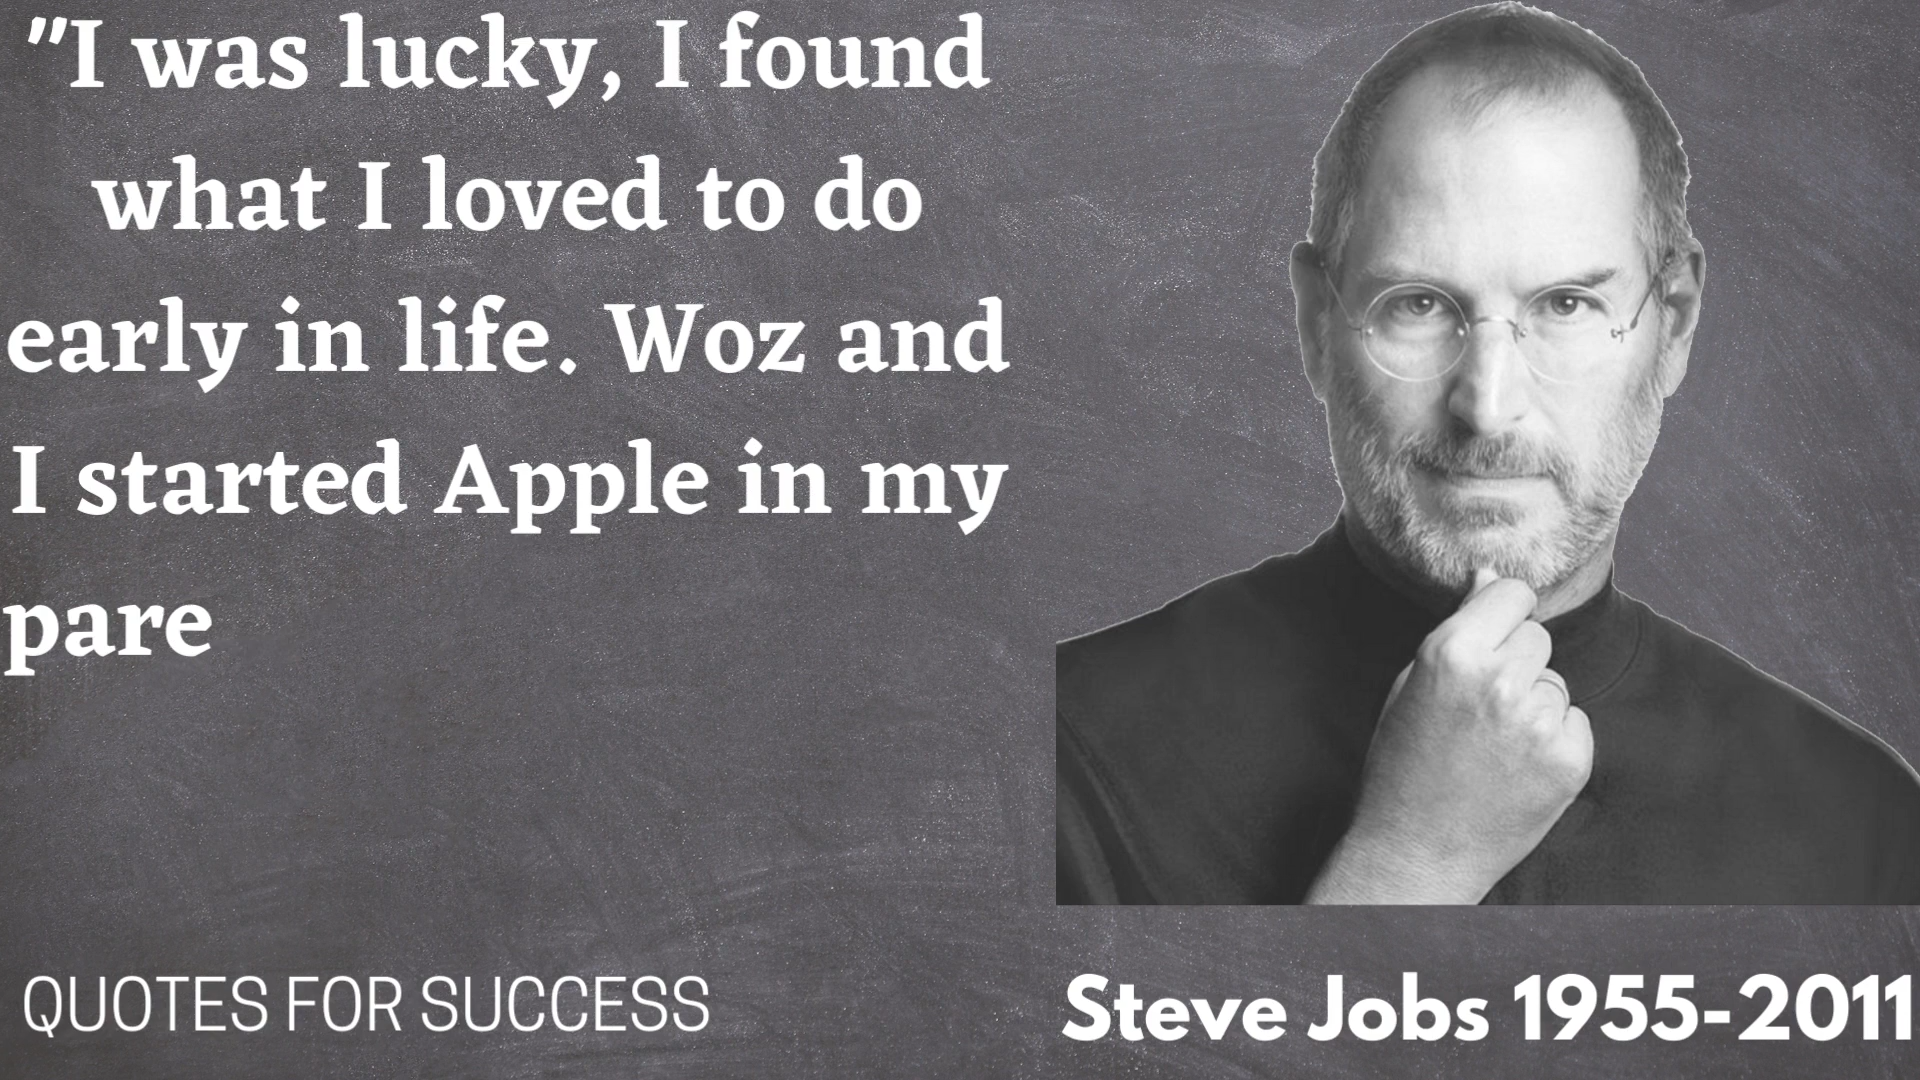 "I was lucky, I found
what I loved to do
early in life. Woz and
I started Apple in my
pare
QUOTES FOR SUCCESS
Steve Jobs 1955-2011